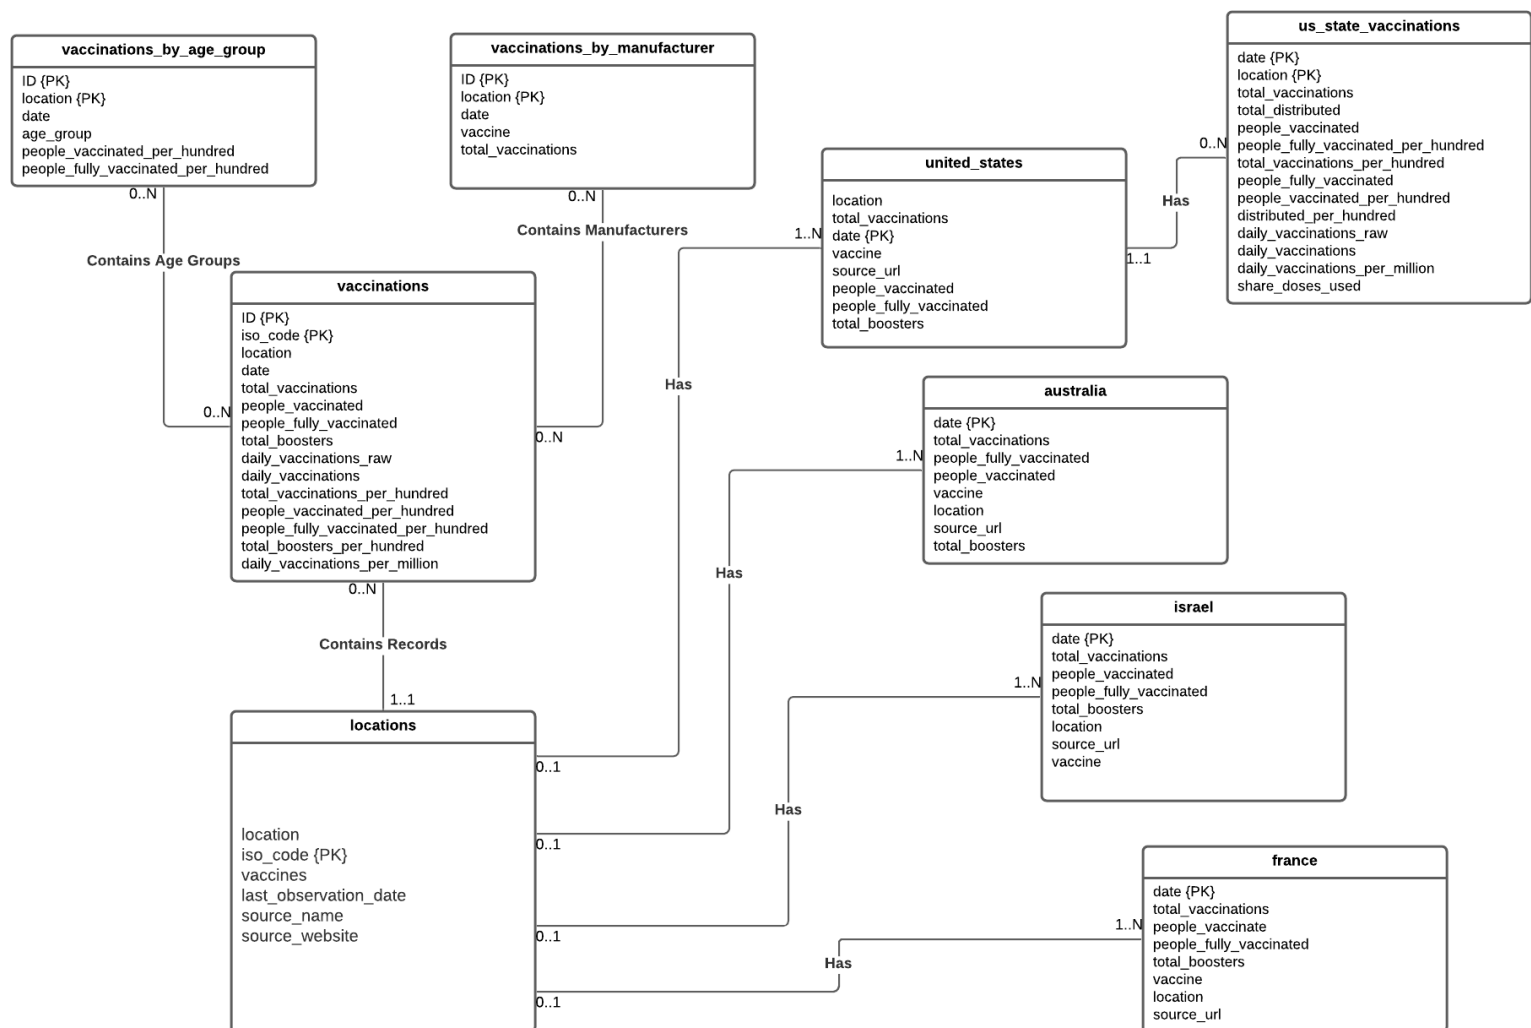 vaccinations_by_age_group
ID {PK}
location {PK}
date
age_group
people_vaccinated_per_hundred
people_fully_vaccinated_per_hundred
0..N
Contains Age Groups
0..N
vaccinations_by_manufacturer
ID {PK}
location {PK}
date
vaccine
total_vaccinations
0..N
Contains Manufacturers
0..N
vaccinations
ID {PK}
iso_code {PK}
location
date
total_vaccinations
people_vaccinated
people_fully_vaccinated
total_boosters
daily_vaccinations_raw
daily_vaccinations
total_vaccinations_per_hundred
people_vaccinated_per_hundred
people_fully_vaccinated_per_hundred
total_boosters_per_hundred
daily_vaccinations_per_million
0..N
Contains Records
1..1
locations
location
iso_code {PK}
vaccines
last_observation_date
source_name
source_website
0..1
Has
1..N
united_states
location
total_vaccinations
date {PK}
vaccine
source_url
people_vaccinated
people_fully_vaccinated
total_boosters
1..1
Has
0..N
us_state_vaccinations
date {PK}
location {PK}
total_vaccinations
total_distributed
people_vaccinated
people_fully_vaccinated_per_hundred
total_vaccinations_per_hundred
people_fully_vaccinated
people_vaccinated_per_hundred
distributed_per_hundred
daily_vaccinations_raw
daily_vaccinations
daily_vaccinations_per_million
share_doses_used
0..1
Has
1..N
australia
date {PK}
total_vaccinations
people_fully_vaccinated
people_vaccinated
vaccine
location
source_url
total_boosters
0..1
Has
1..N
israel
date {PK}
total_vaccinations
people_vaccinated
people_fully_vaccinated
total_boosters
location
source_url
vaccine
0..1
Has
1..N
france
date {PK}
total_vaccinations
people_vaccinate
people_fully_vaccinated
total_boosters
vaccine
location
source_url